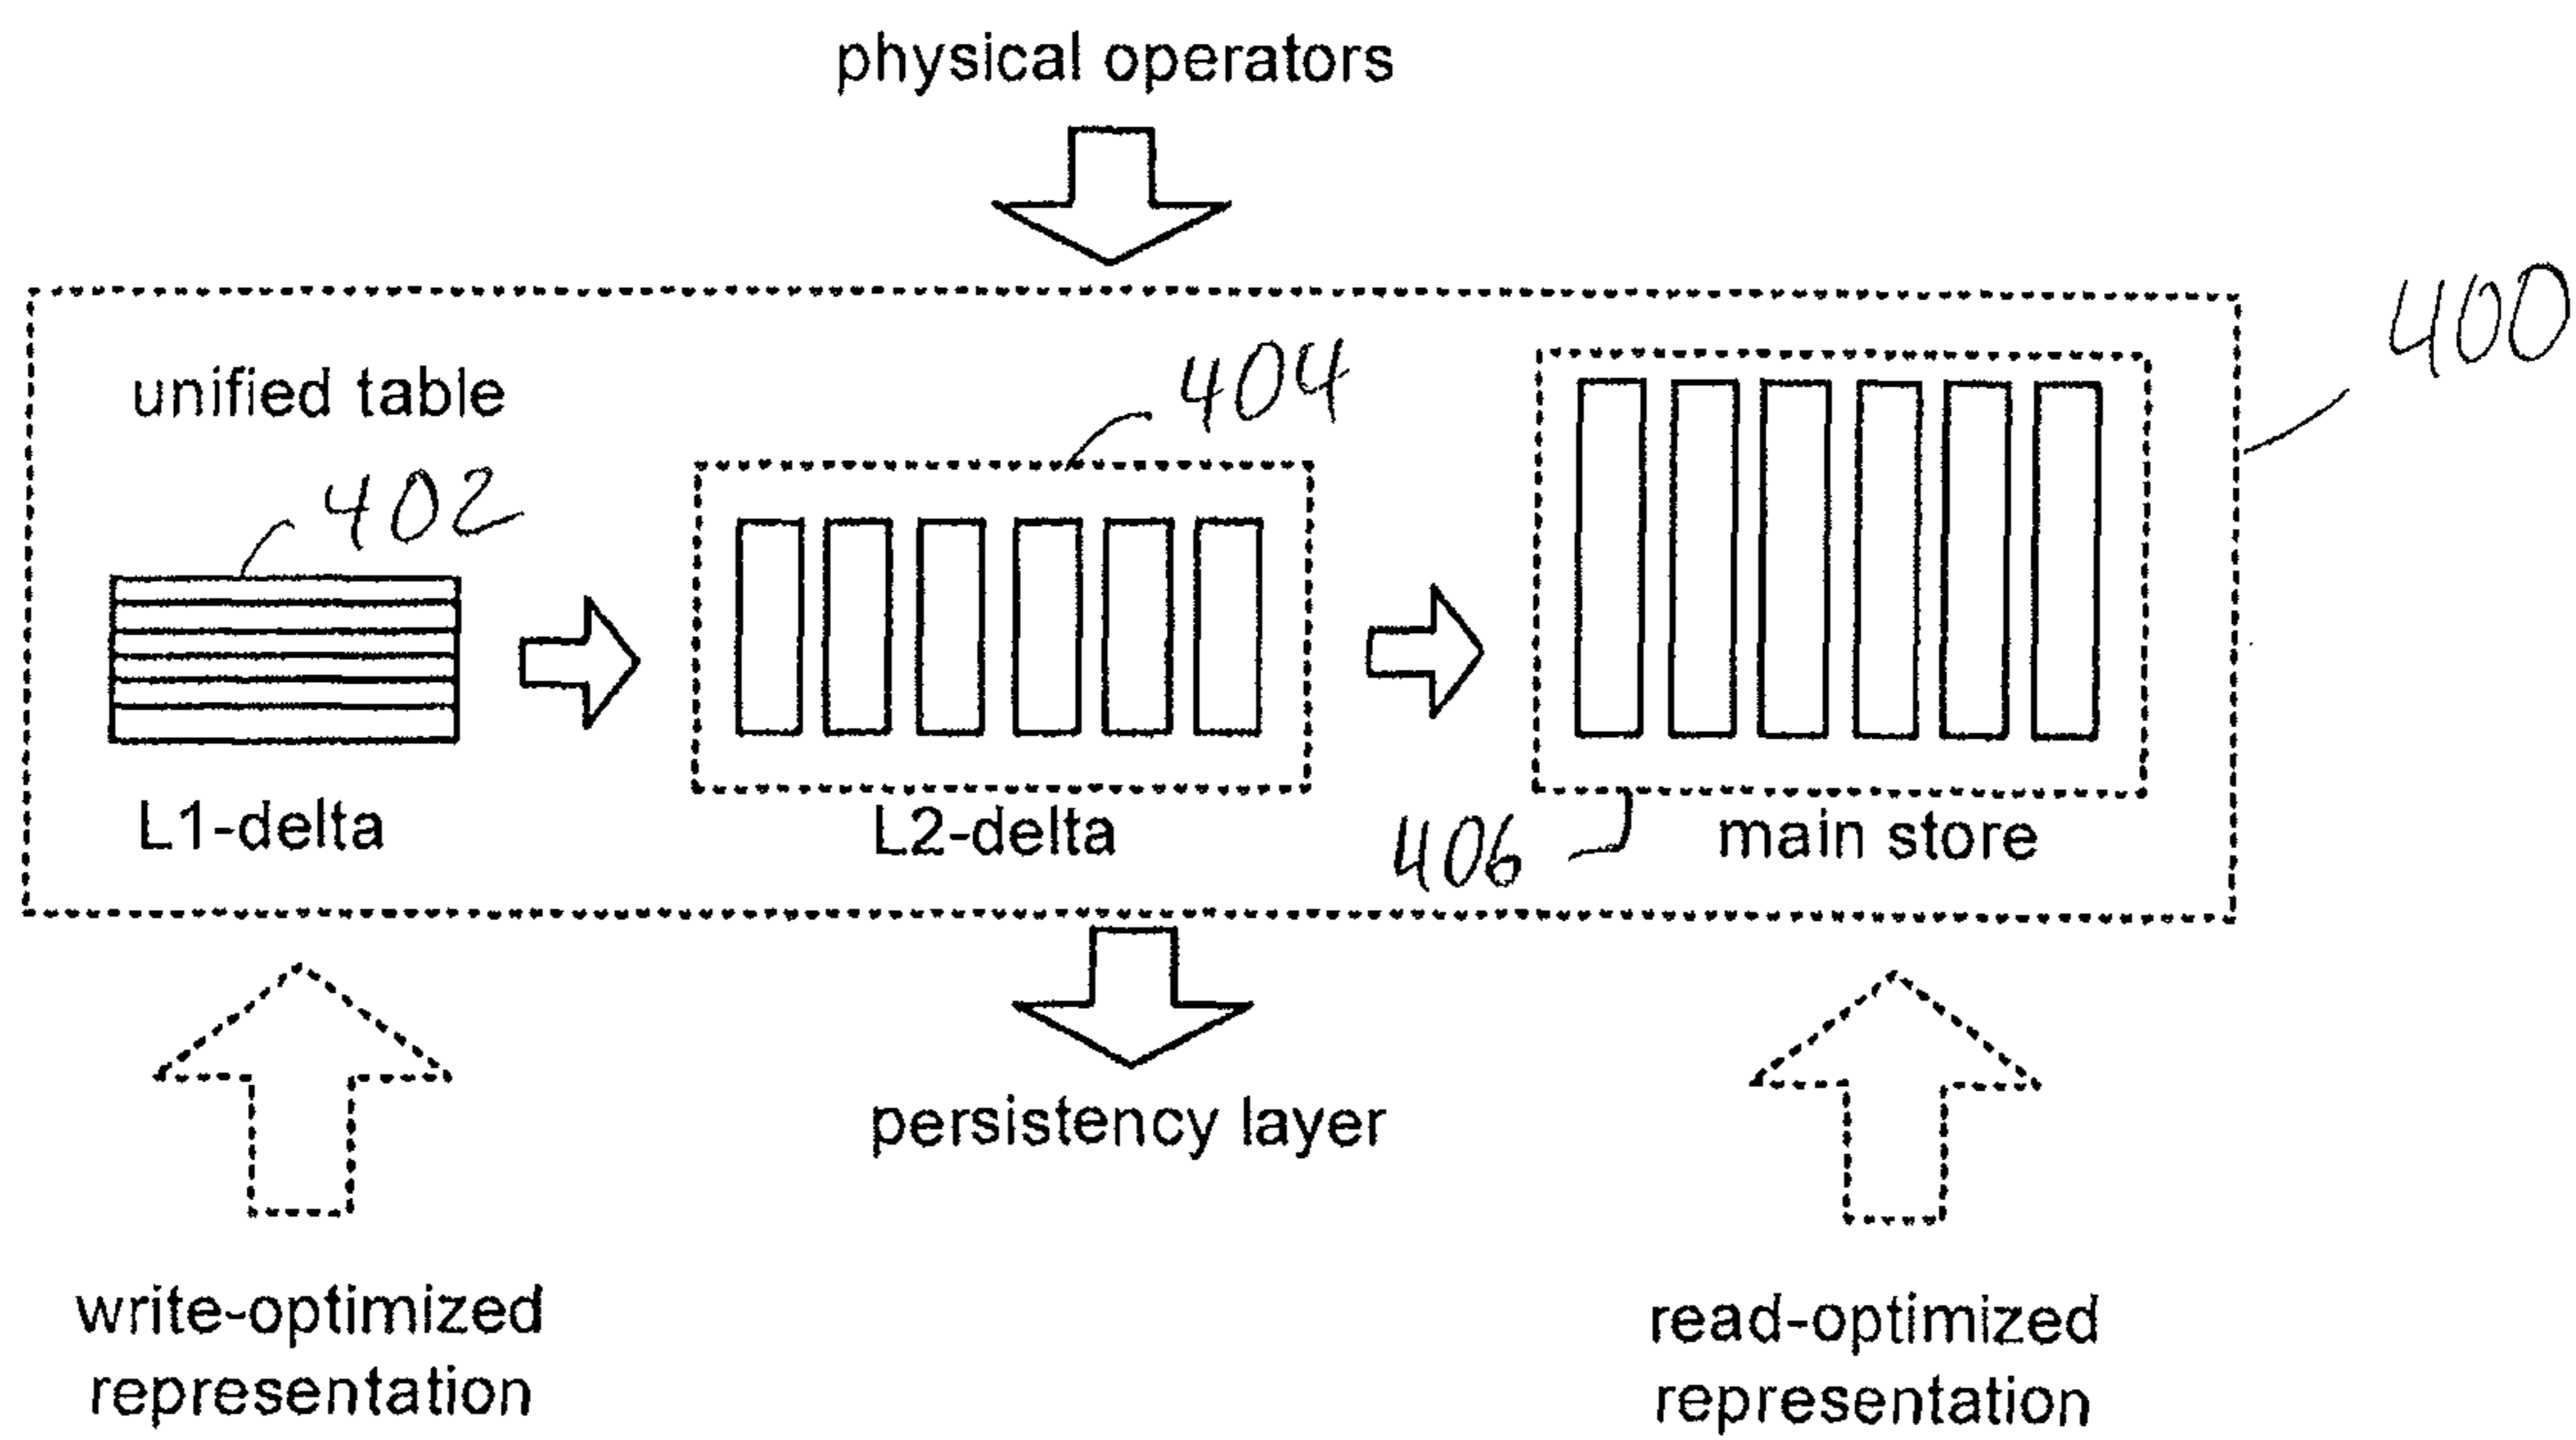 physical operators
400
unified table
404
402
L1-delta
L2-delta
406
main store
persistency layer
write-optimized
representation
read-optimized
representation